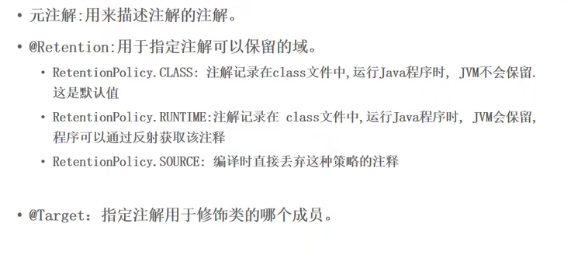 • 元注解:用来描述注解的注解。
• @Retention:用于指定注解可以保留的域。
• RetentionPolicy.CLASS: 注解记录在class文件中,运行Java程序时, JVM不会保留.
这是默认值
• RetentionPolicy.RUNTIME:注解记录在 class文件中,运行Java程序时, JVM会保留,
程序可以通过反射获取该注释
• RetentionPolicy.SOURCE: 编译时直接丢弃这种策略的注释
• @Target: 指定注解用于修饰类的哪个成员。